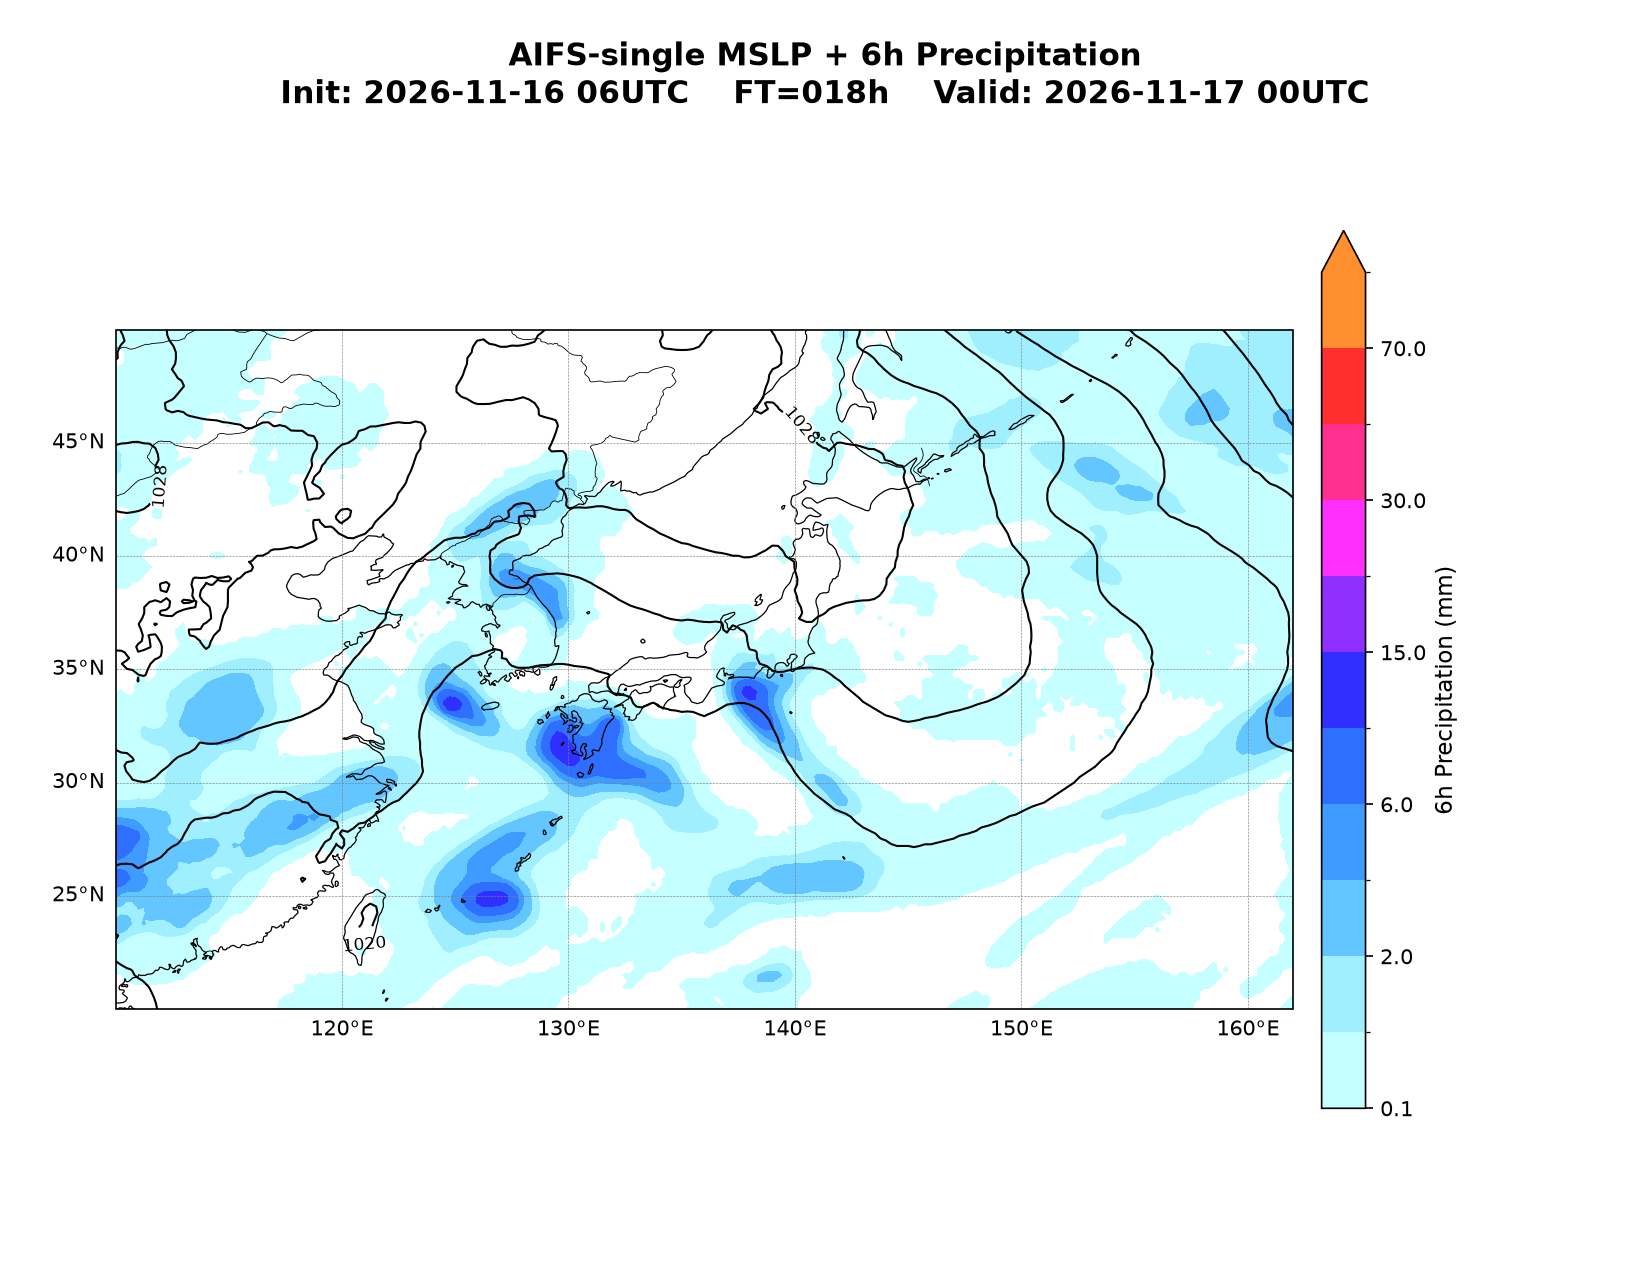 AIFS-single MSLP + 6h Precipitation
Init: 2026-11-16 06UTC    FT=018h    Valid: 2026-11-17 00UTC
70.0
30.0
15.0
6.0
2.0
0.1
6h Precipitation (mm)
45°N
40°N
35°N
30°N
25°N
1028
1028
1020
120°E
130°E
140°E
150°E
160°E